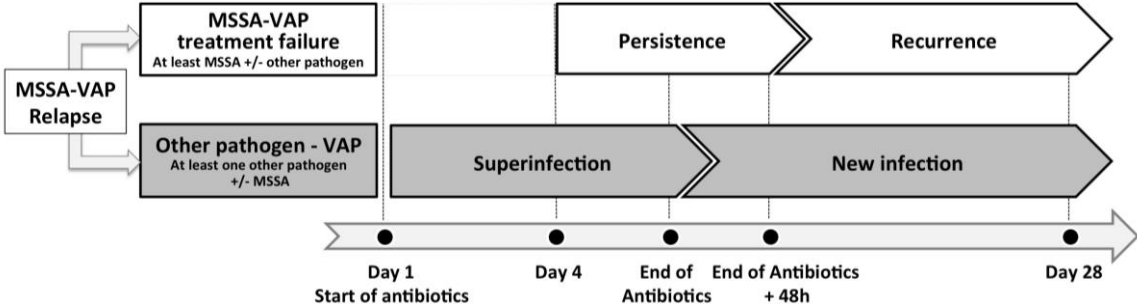 MSSA-VAP
Relapse
MSSA-VAP
treatment failure
At least MSSA +/- other pathogen
Persistence
Recurrence
Other pathogen - VAP
At least one other pathogen
+/- MSSA
Superinfection
New infection
Day 1
Start of antibiotics
Day 4
End of
Antibiotics
End of Antibiotics
+ 48h
Day 28